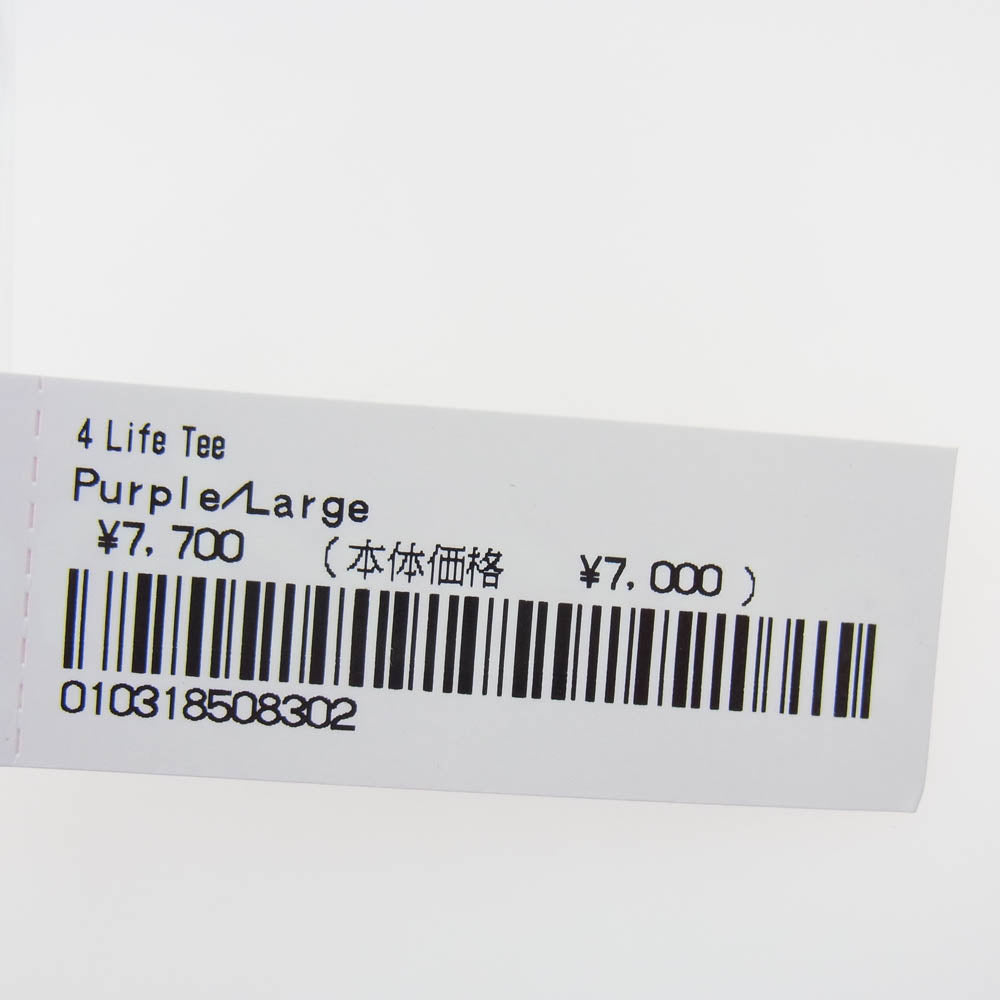 4 Life Tee
Purple/Large
¥7,700 (本体価格 ¥7,000 )
010318508302